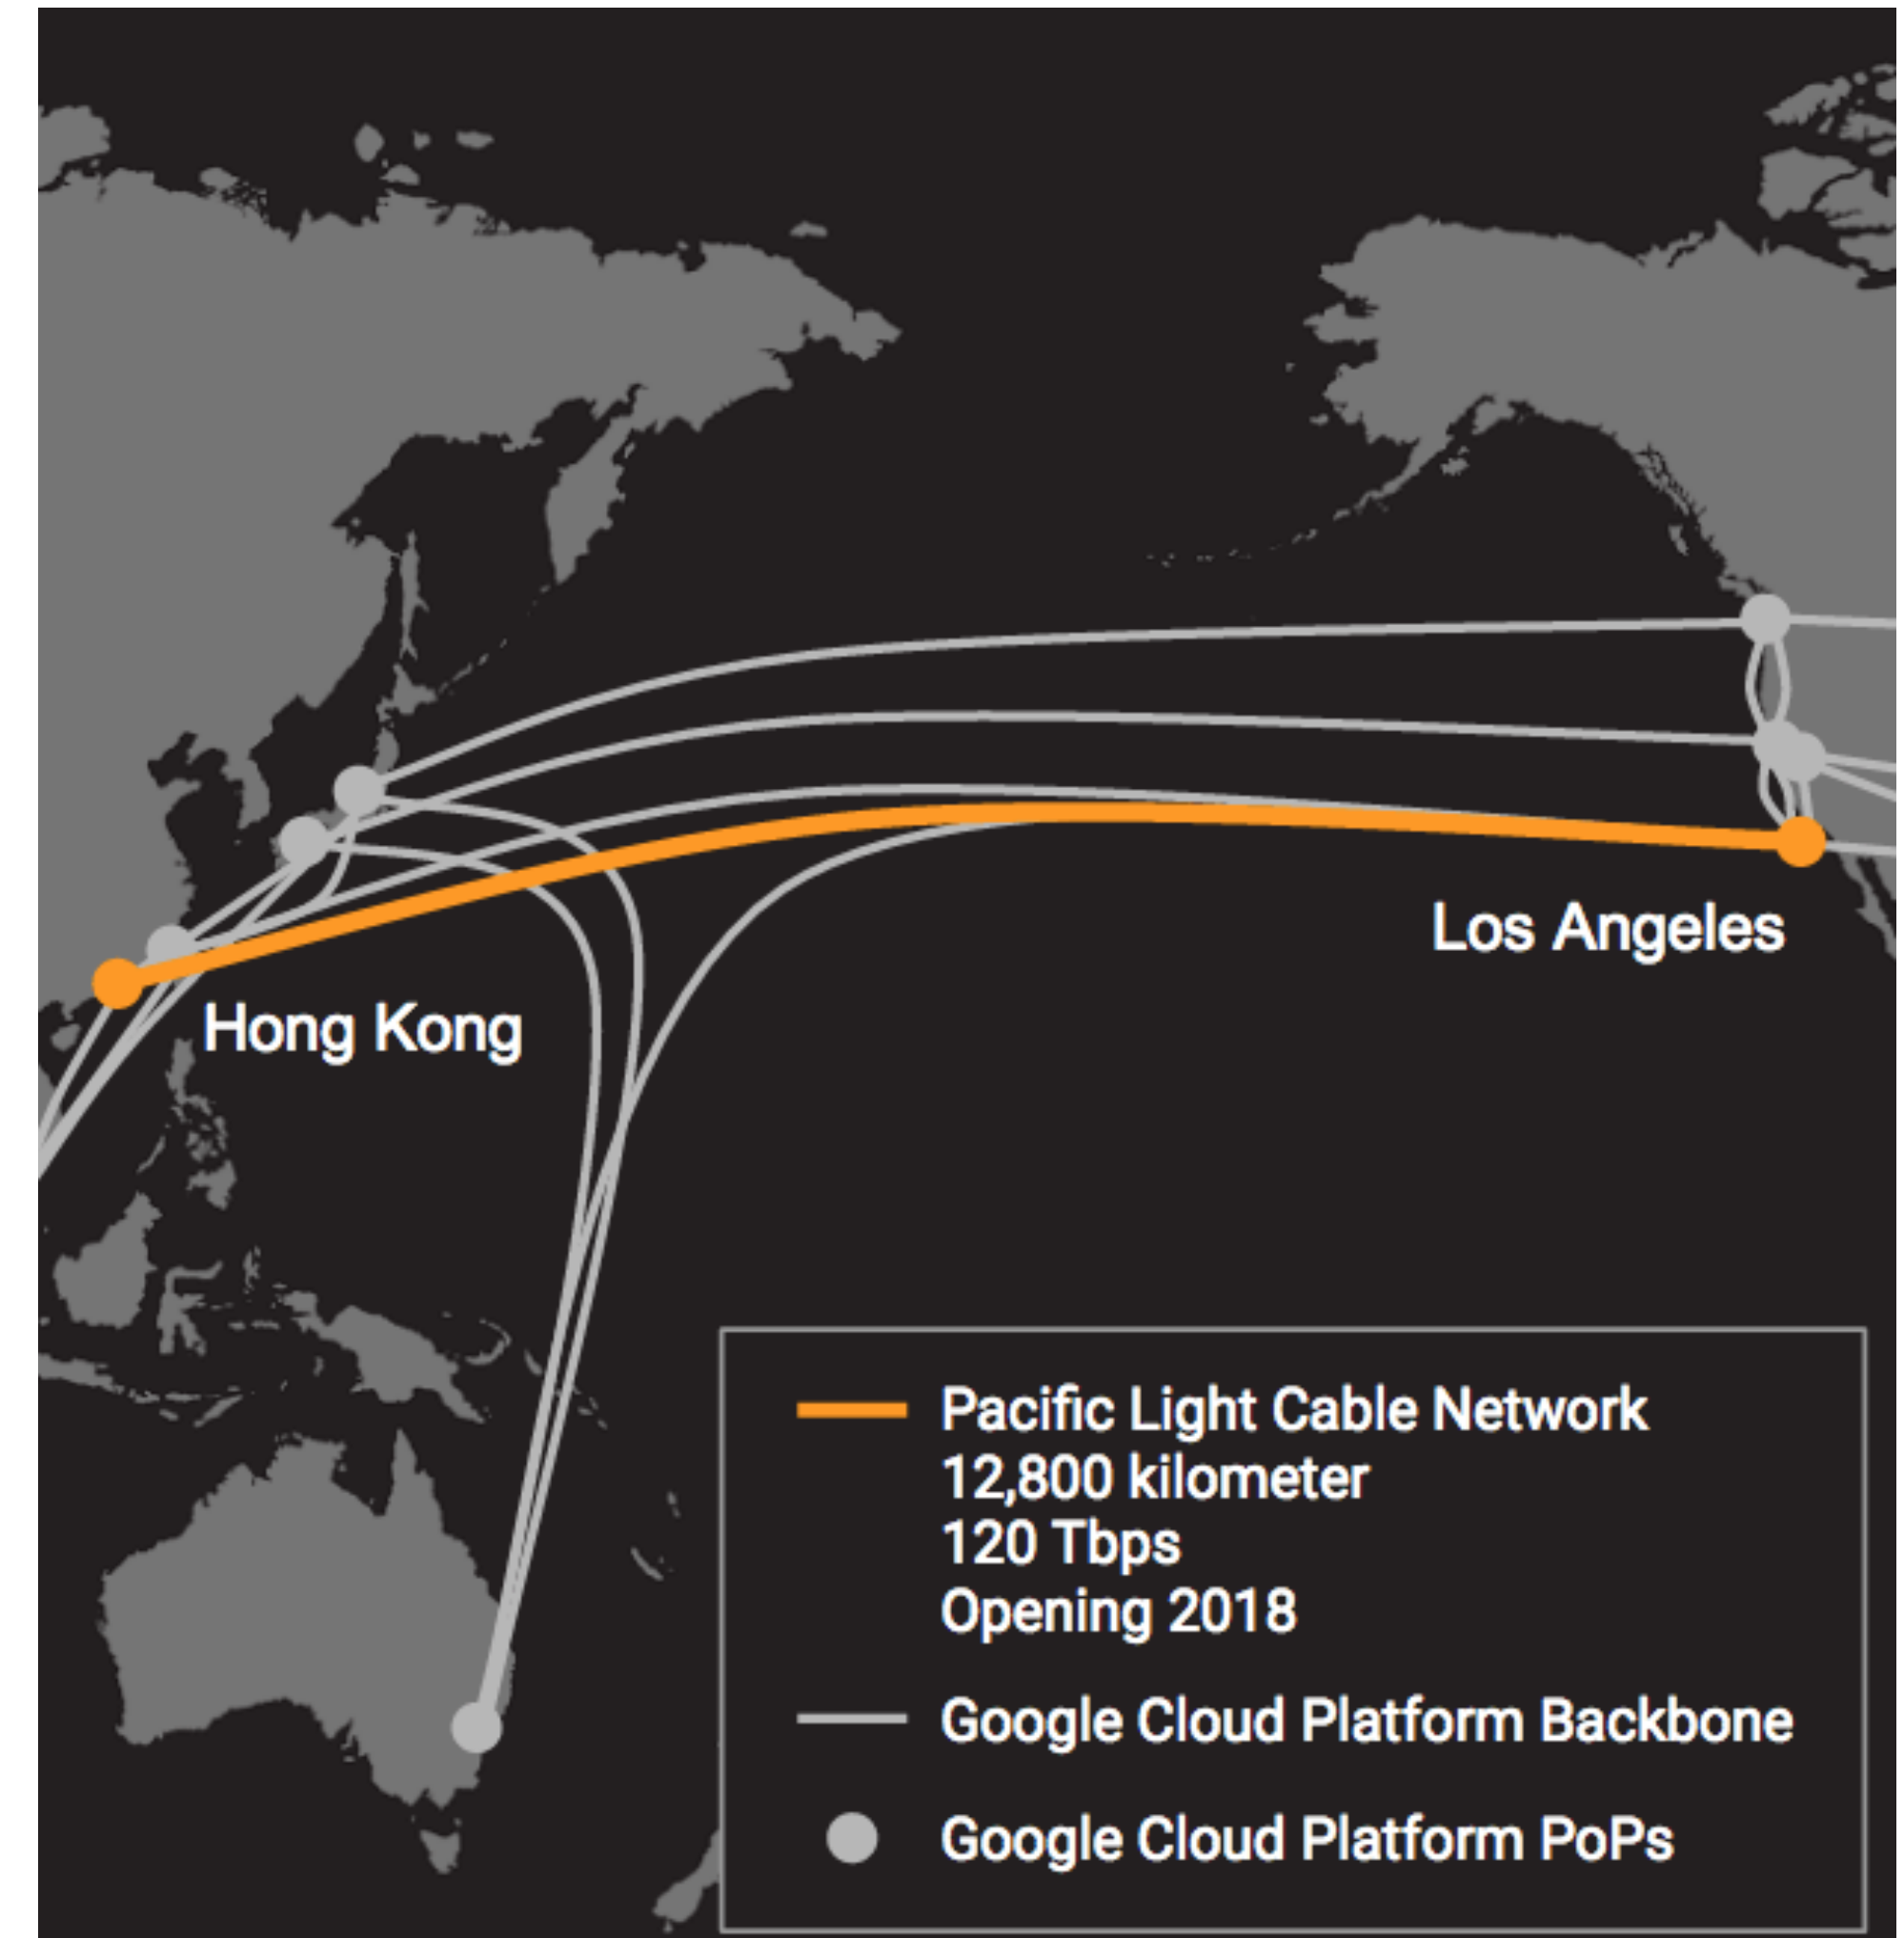 Los Angeles
Hong Kong
Pacific Light Cable Network
12,800 kilometer
120 Tbps
Opening 2018
Google Cloud Platform Backbone
Google Cloud Platform PoPs